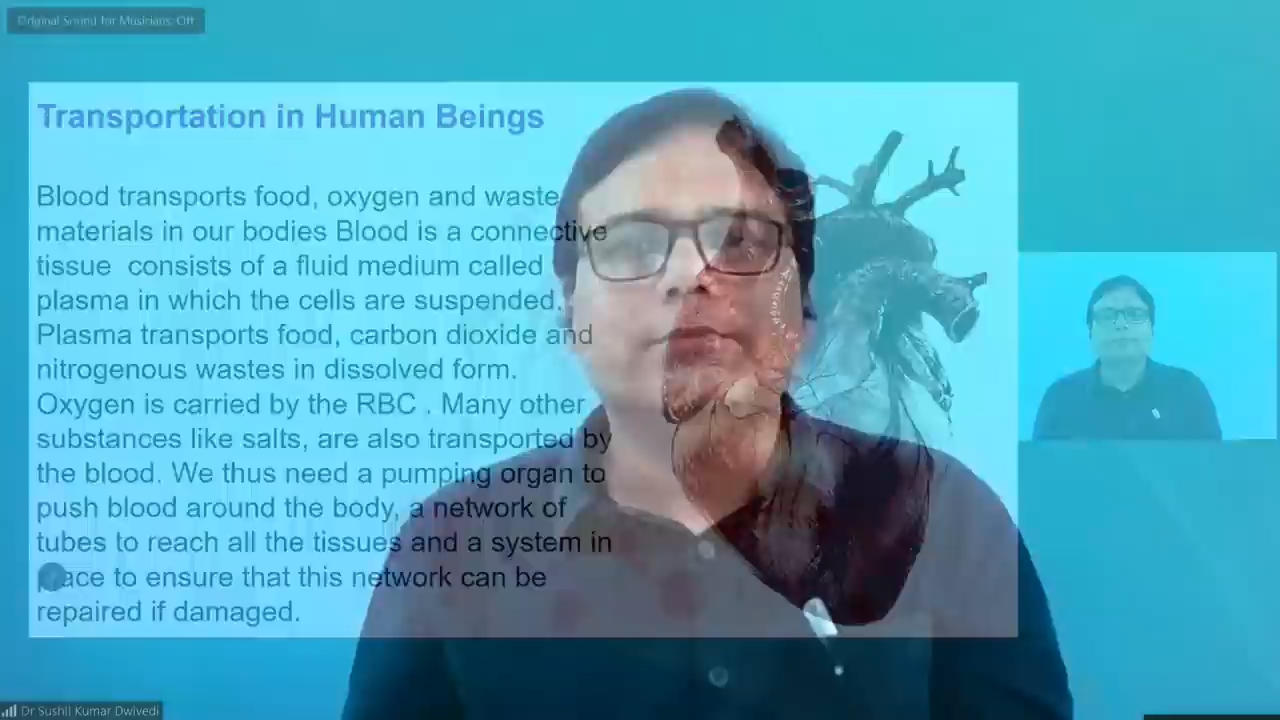 Original Sound for Musicians: Off
Transportation in Human Beings
Blood transports food, oxygen and waste
materials in our bodies Blood is a connective
tissue consists of a fluid medium called
plasma in which the cells are suspended.
Plasma transports food, carbon dioxide and
nitrogenous wastes in dissolved form.
Oxygen is carried by the RBC . Many other
substances like salts, are also transported by
the blood. We thus need a pumping organ to
push blood around the body, a network of
tubes to reach all the tissues and a system in
place to ensure that this network can be
repaired if damaged.
Dr Sushil Kumar Dwivedi